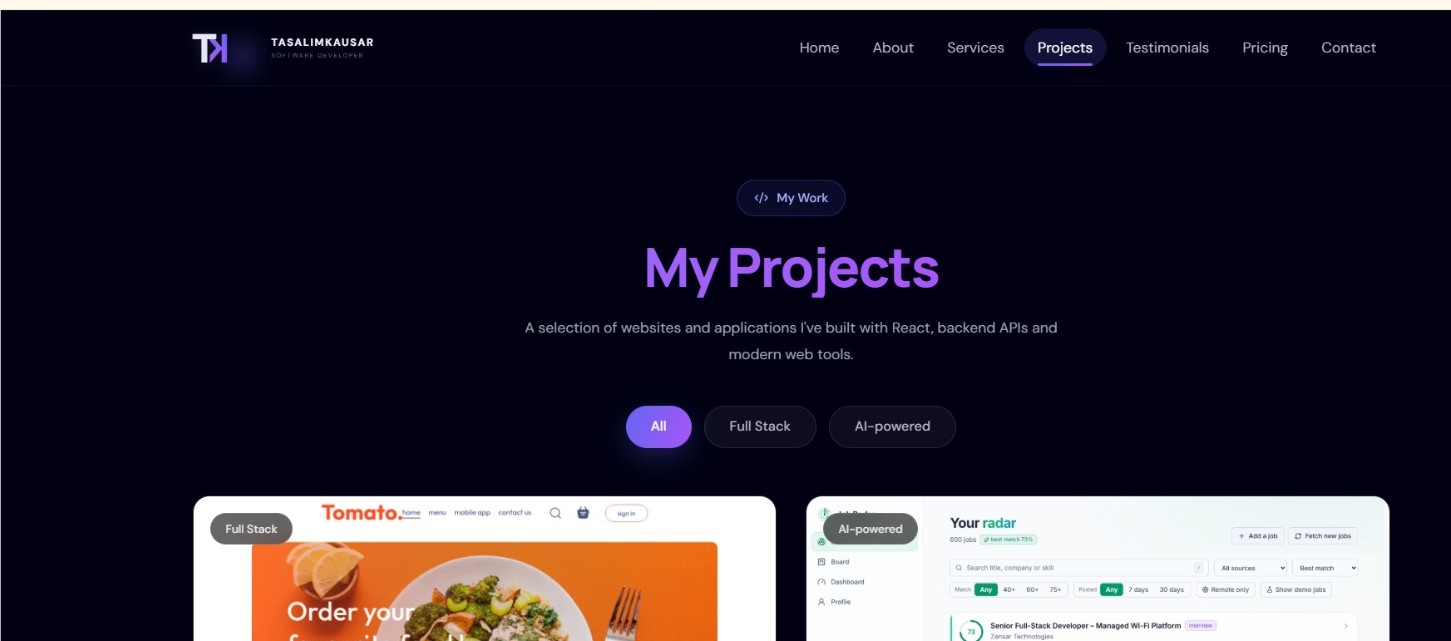 TK
TASALIMKAUSAR
SOFTWARE DEVELOPER
Home About Services Projects Testimonials Pricing Contact
</> My Work
My Projects
A selection of websites and applications I've built with React, backend APIs and
modern web tools.
All Full Stack AI-powered
Full Stack
Tomato. home menu mobile app contact us sign in
Order your
AI-powered
Board
Dashboard
Profile
Your radar
600 jobs best match 73%
+ Add a job Fetch new jobs
Search title, company or skill / All sources Best match
Match Any 40+ 60+ 75+ Posted Any 7 days 30 days Remote only Show demo jobs
73 Senior Full-Stack Developer – Managed Wi-Fi Platform Interview
Zensar Technologies